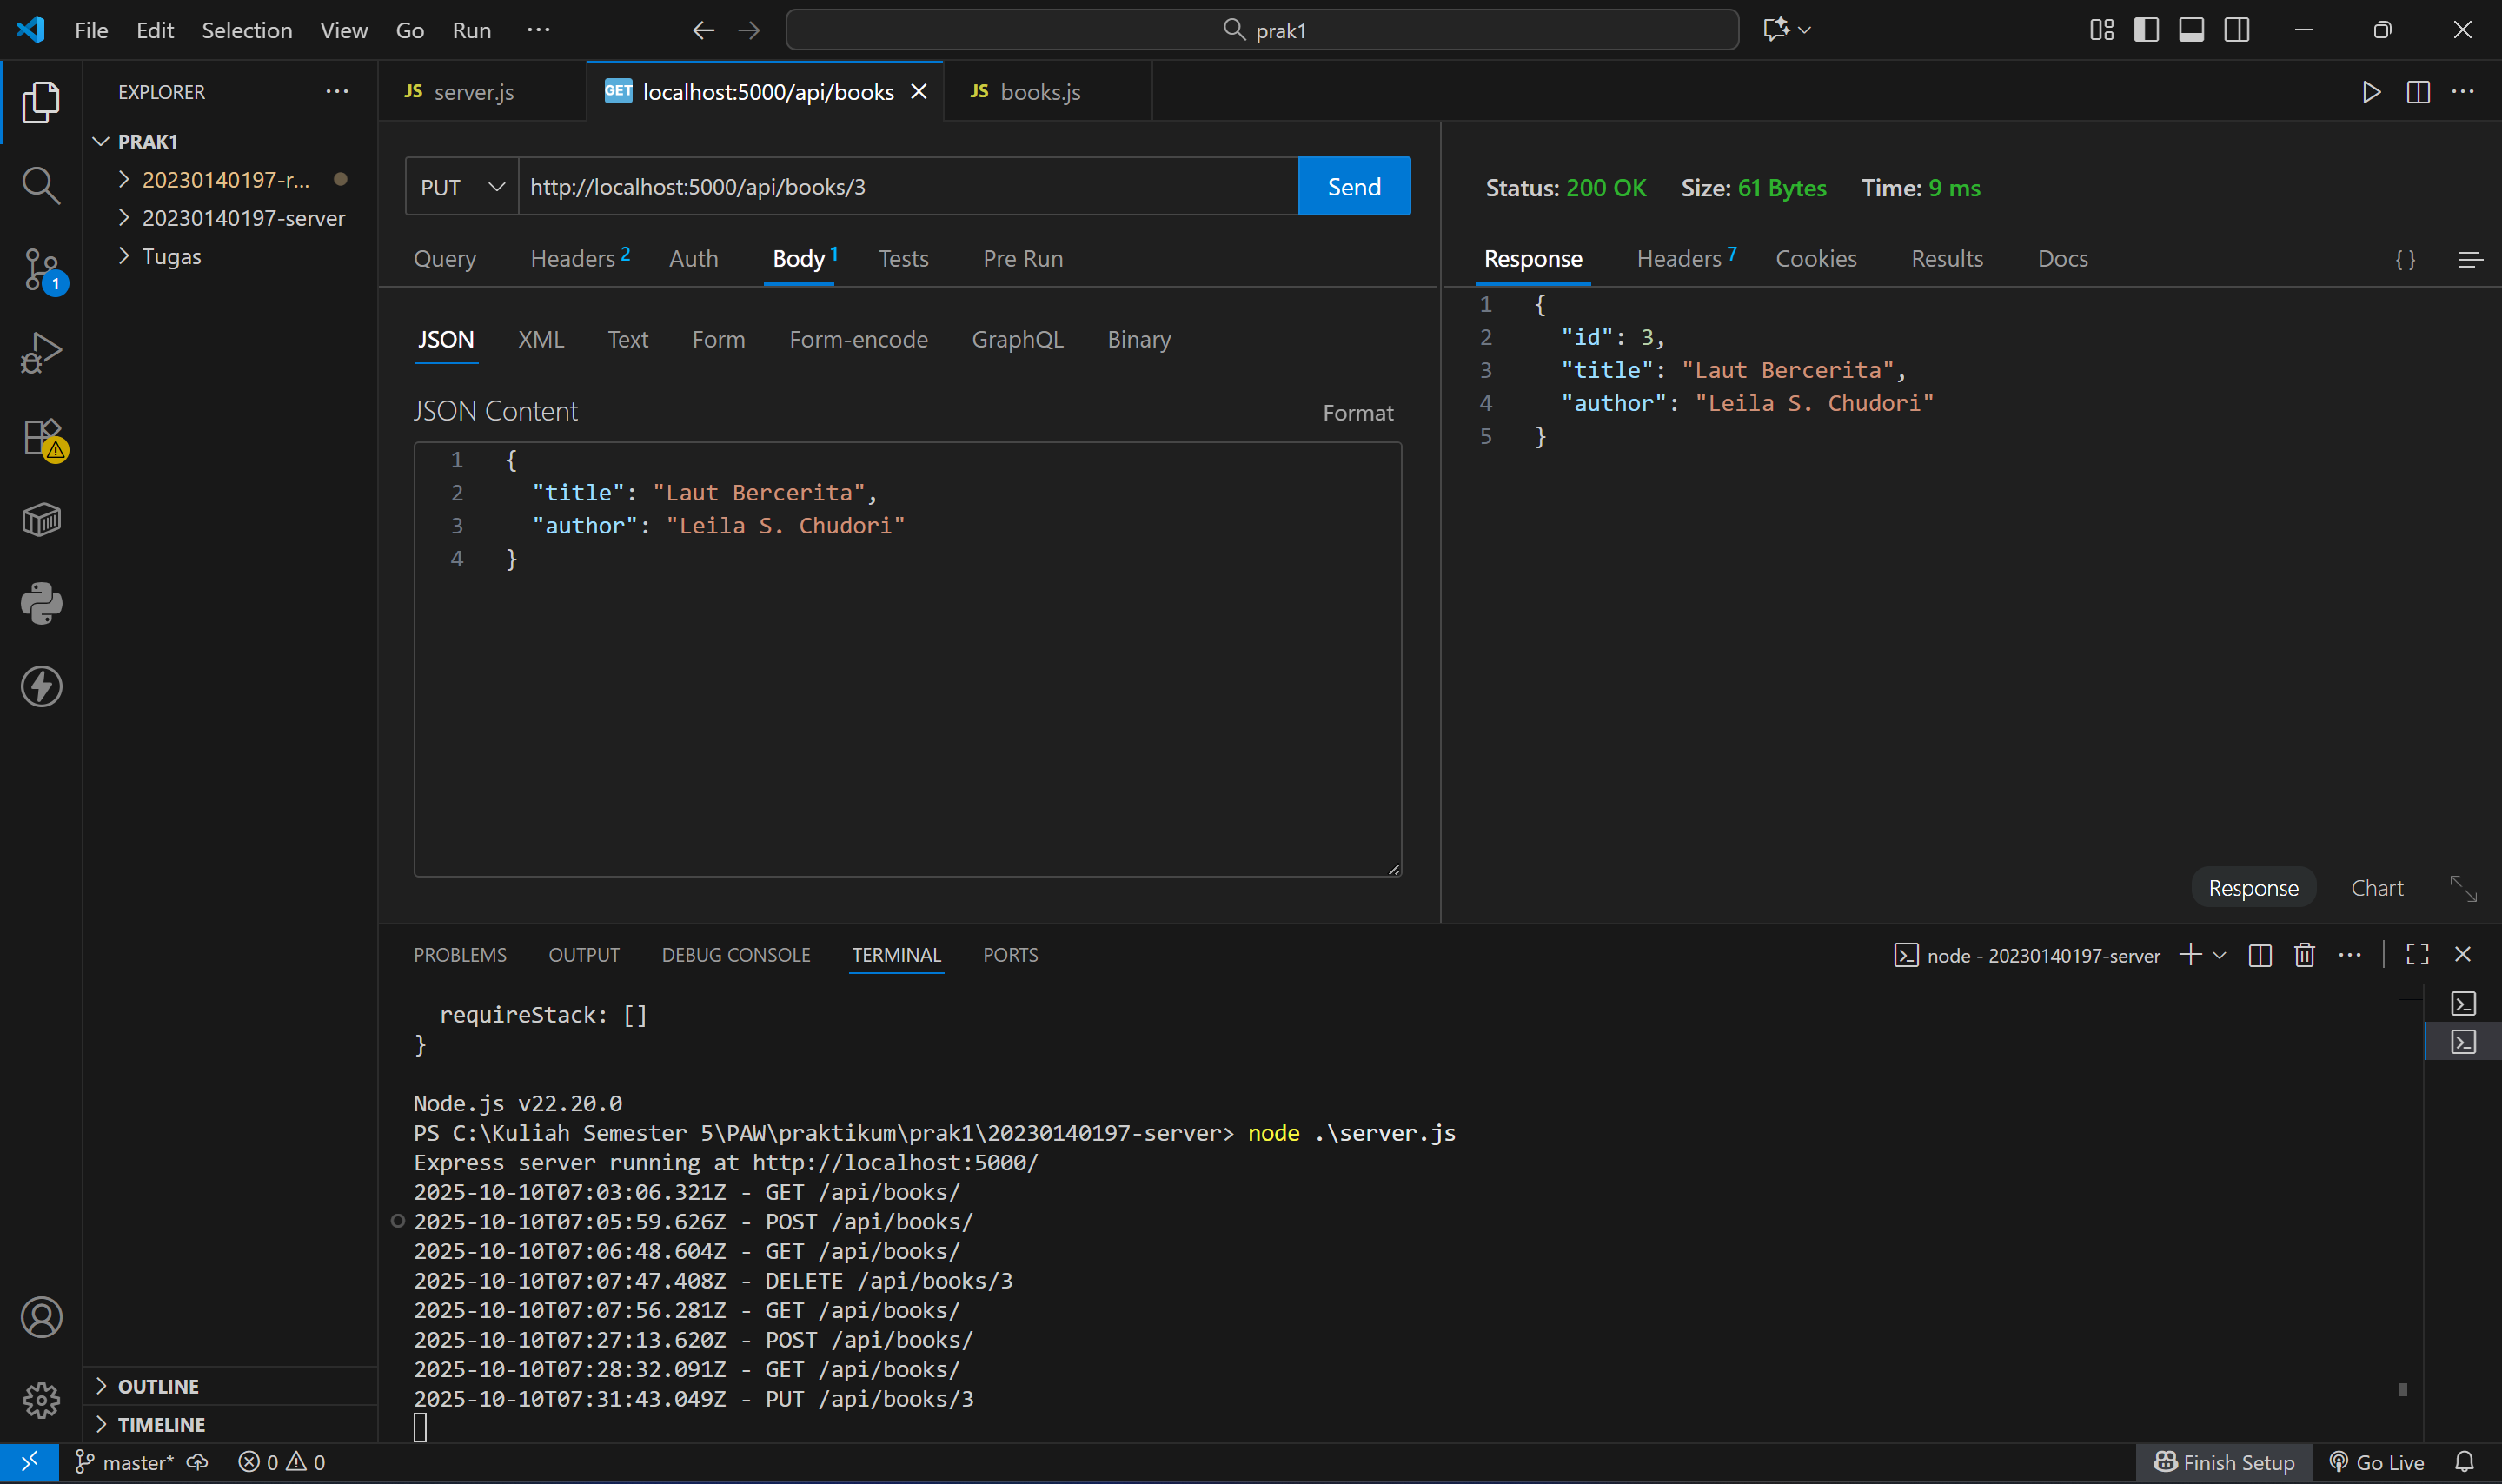 File Edit Selection View Go Run ··· prak1
EXPLORER ···
PRAK1
20230140197-r...
20230140197-server
Tugas
OUTLINE
TIMELINE
JS server.js
GET localhost:5000/api/books
JS books.js
PUT http://localhost:5000/api/books/3 Send
Query Headers 2 Auth Body 1 Tests Pre Run
JSON XML Text Form Form-encode GraphQL Binary
JSON Content Format
1 {
2 "title": "Laut Bercerita",
3 "author": "Leila S. Chudori"
4 }
Status: 200 OK Size: 61 Bytes Time: 9 ms
Response Headers 7 Cookies Results Docs { }
1 {
2 "id": 3,
3 "title": "Laut Bercerita",
4 "author": "Leila S. Chudori"
5 }
Response Chart
PROBLEMS OUTPUT DEBUG CONSOLE TERMINAL PORTS
node - 20230140197-server
requireStack: []
}
Node.js v22.20.0
PS C:\Kuliah Semester 5\PAW\praktikum\prak1\20230140197-server> node .\server.js
Express server running at http://localhost:5000/
2025-10-10T07:03:06.321Z - GET /api/books/
2025-10-10T07:05:59.626Z - POST /api/books/
2025-10-10T07:06:48.604Z - GET /api/books/
2025-10-10T07:07:47.408Z - DELETE /api/books/3
2025-10-10T07:07:56.281Z - GET /api/books/
2025-10-10T07:27:13.620Z - POST /api/books/
2025-10-10T07:28:32.091Z - GET /api/books/
2025-10-10T07:31:43.049Z - PUT /api/books/3
1
master* 0 0 Finish Setup Go Live